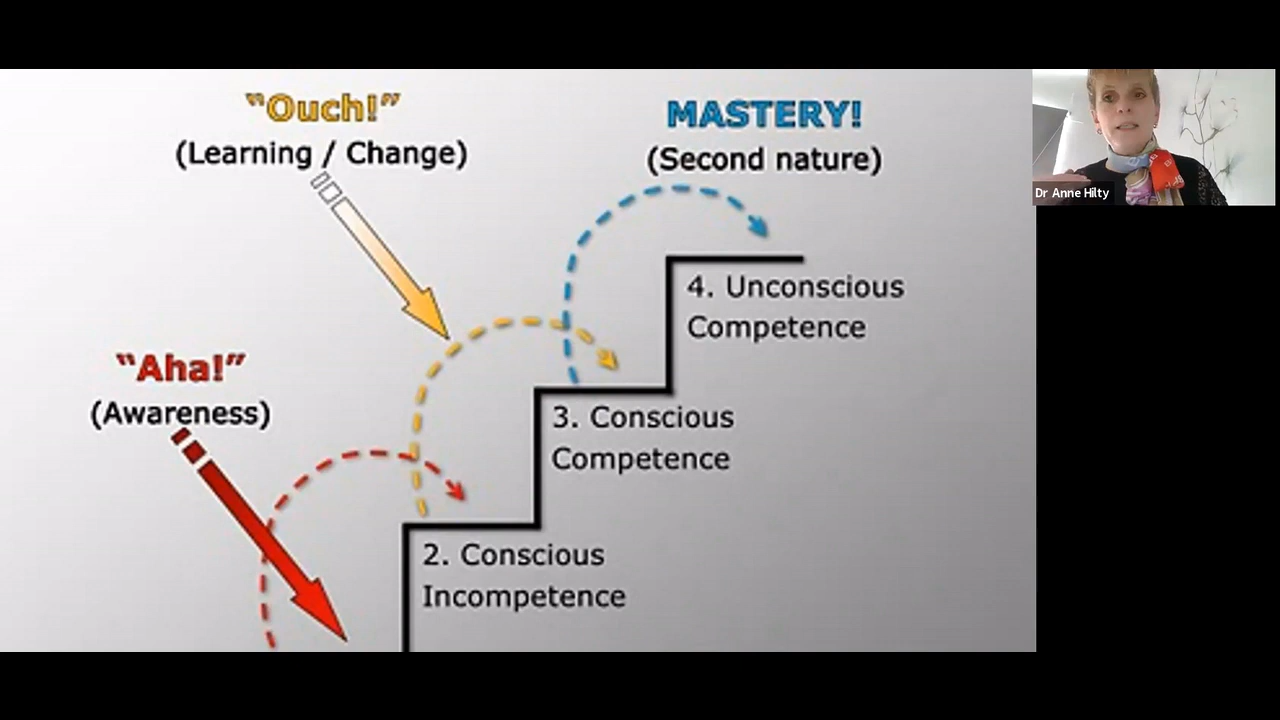 “Ouch!”
(Learning / Change)
MASTERY!
(Second nature)
Dr Anne Hilty
4. Unconscious
Competence
“Aha!”
(Awareness)
3. Conscious
Competence
2. Conscious
Incompetence